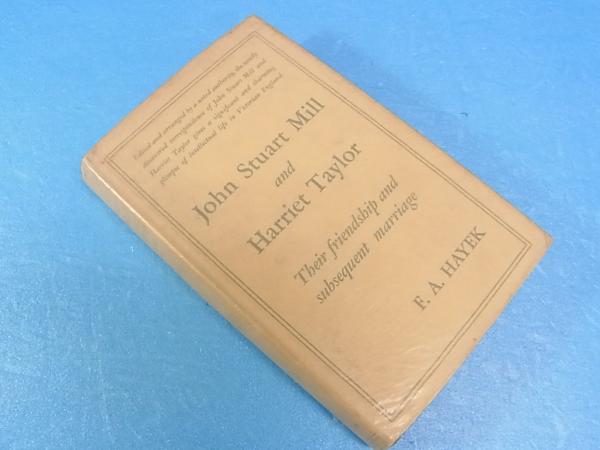 Edited and arranged by a noted authority, the newly
discovered correspondence of John Stuart Mill and
Harriet Taylor gives a significant and charming
glimpse of intellectual life in Victorian England.
John Stuart Mill
and
Harriet Taylor
Their friendship and
subsequent marriage
F. A. HAYEK